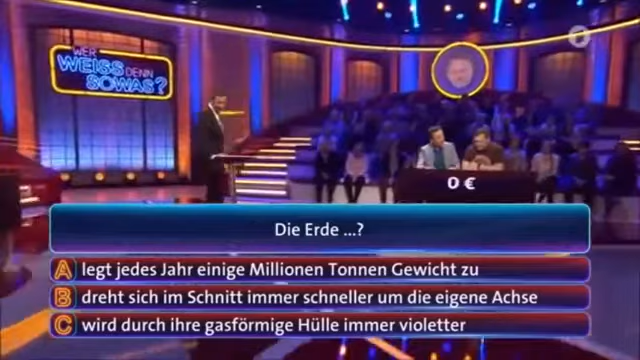 WER
WEISS DENN
SOWAS?
0 €
Die Erde ...?
A legt jedes Jahr einige Millionen Tonnen Gewicht zu
B dreht sich im Schnitt immer schneller um die eigene Achse
C wird durch ihre gasförmige Hülle immer violetter